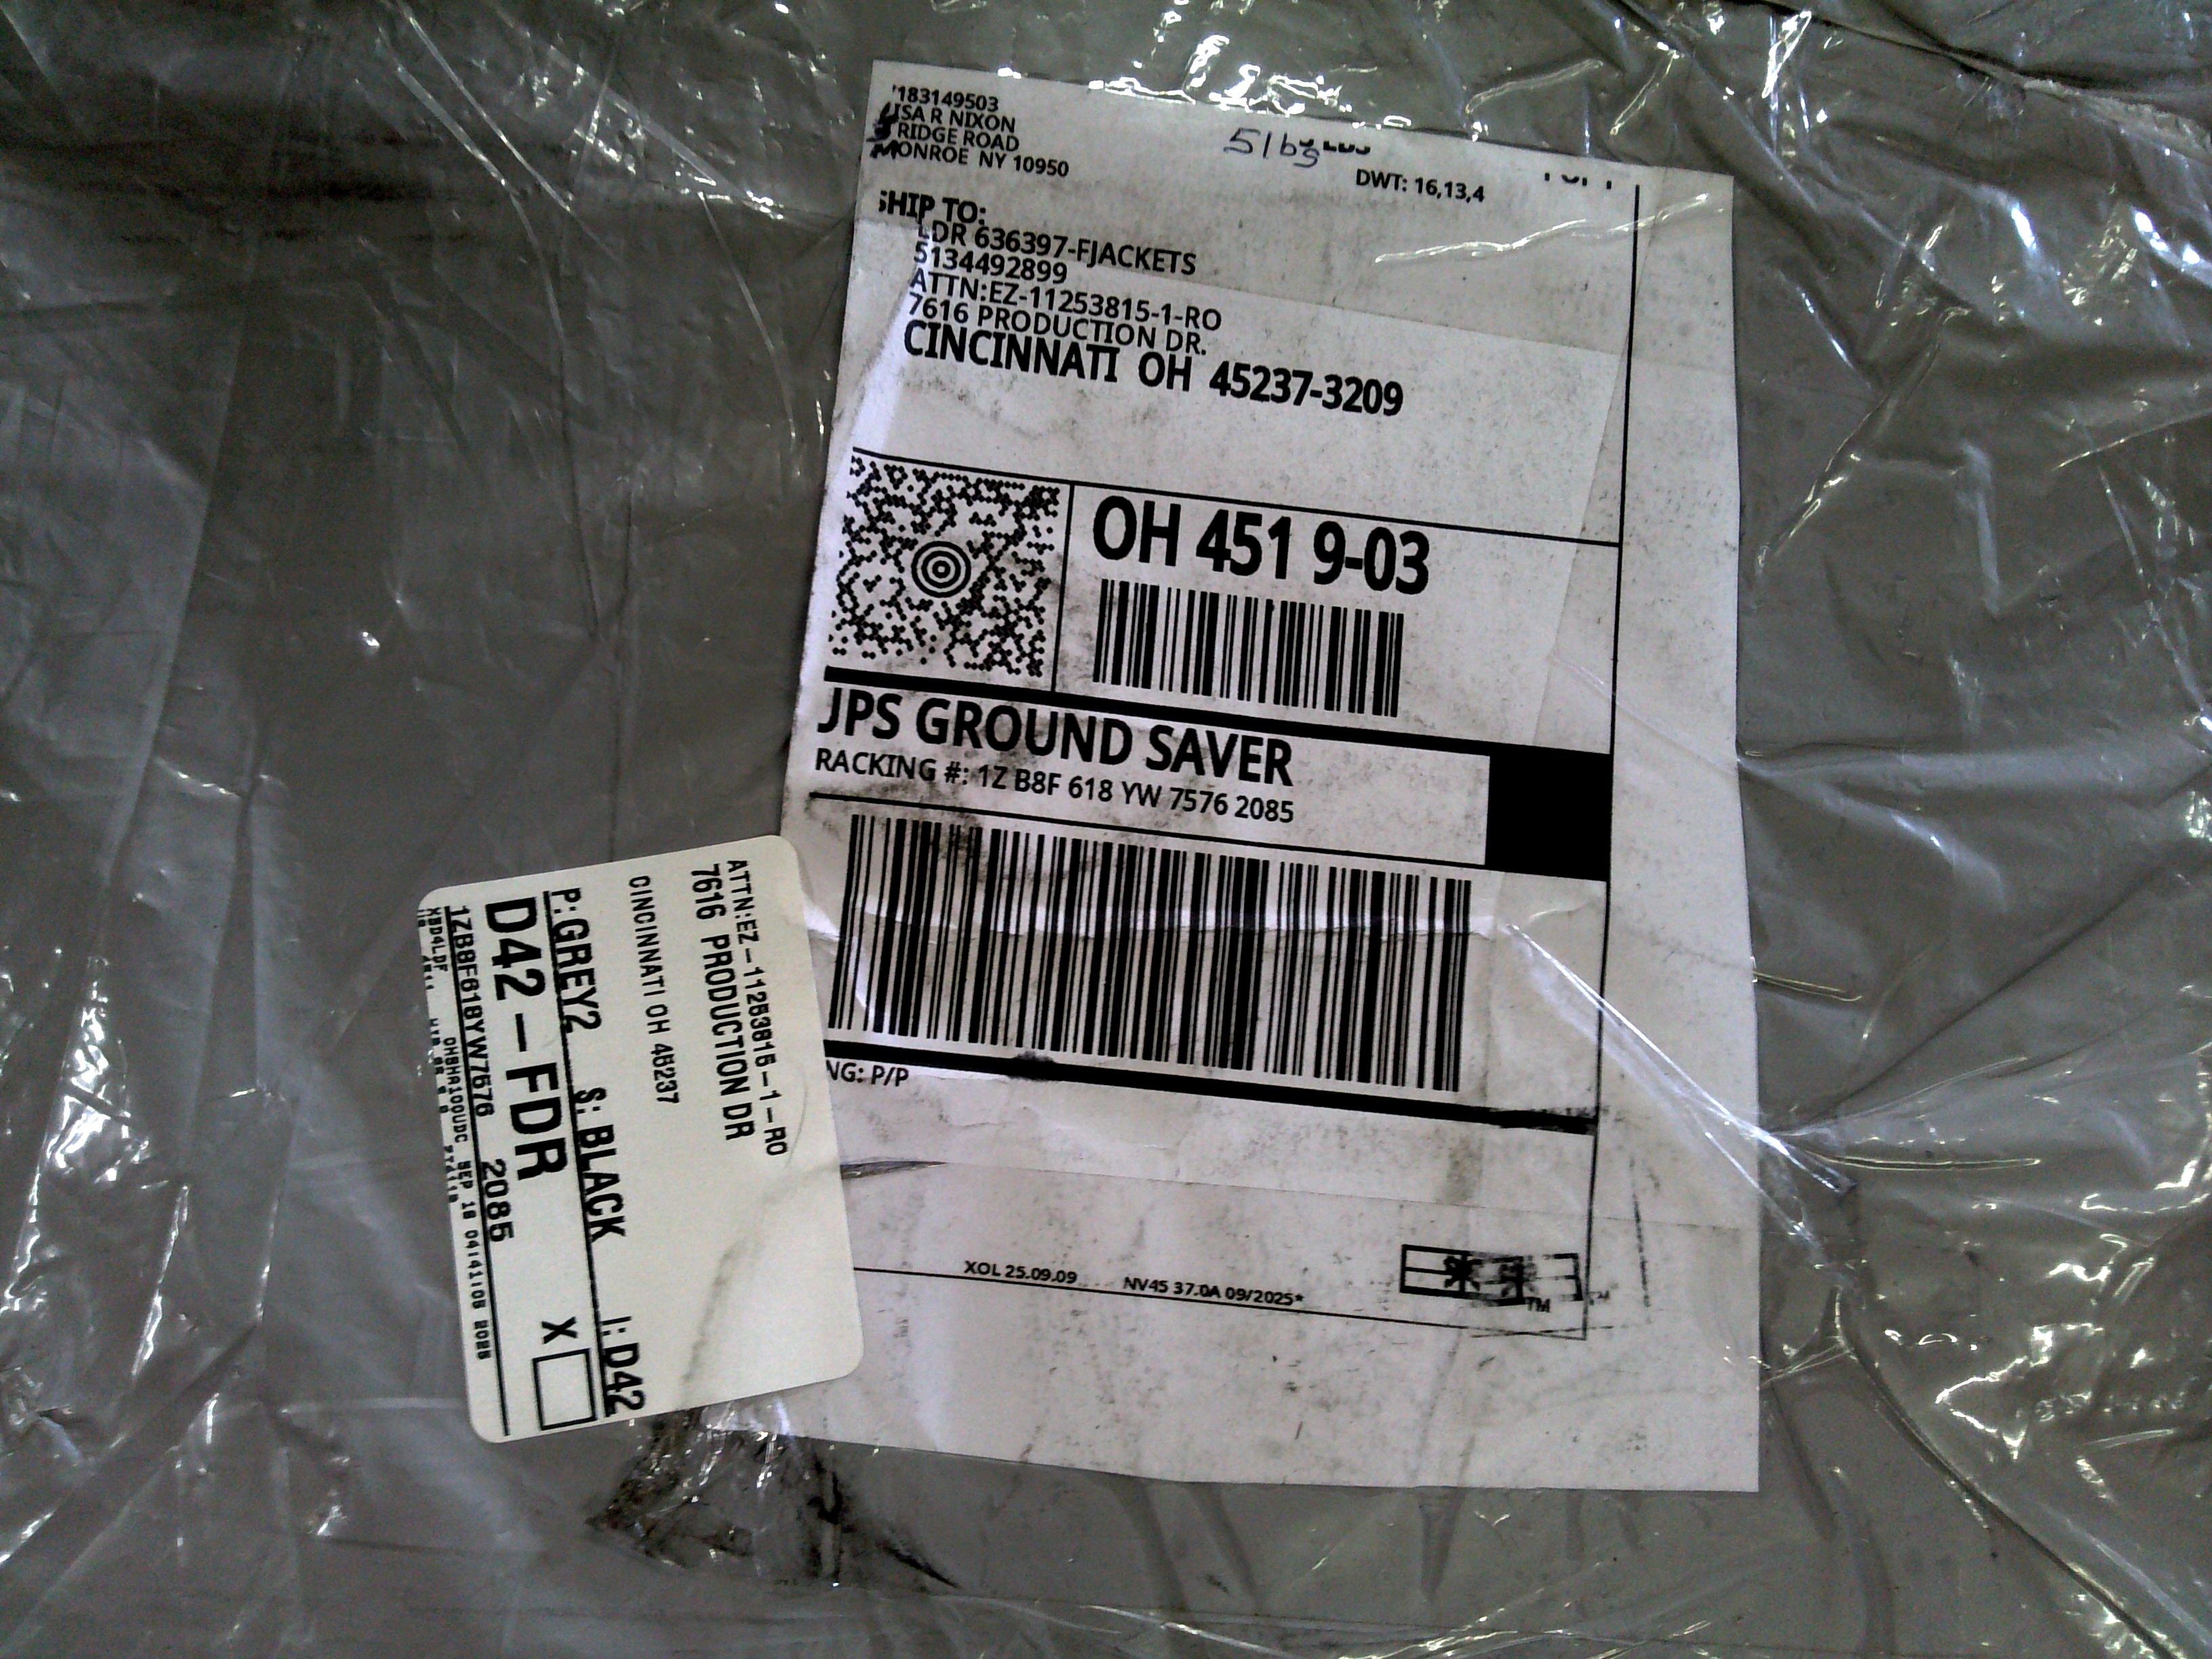 183149503
ISA R NIXON
RIDGE ROAD
MONROE NY 10950
5lbs LBS
DWT: 16,13,4
SHIP TO:
LDR 636397-FJACKETS
5134492899
ATTN:EZ-11253815-1-RO
7616 PRODUCTION DR.
CINCINNATI OH 45237-3209
OH 451 9-03
JPS GROUND SAVER
RACKING #: 1Z B8F 618 YW 7576 2085
NG: P/P
XOL 25.09.09 NV45 37.0A 09/2025*
TM
ATTN:EZ-11253815-1-RO
7616 PRODUCTION DR
CINCINNATI OH 45237
P:GREY2 S: BLACK I: D42
D42-FDR X
1ZB8F618YW7576 2085